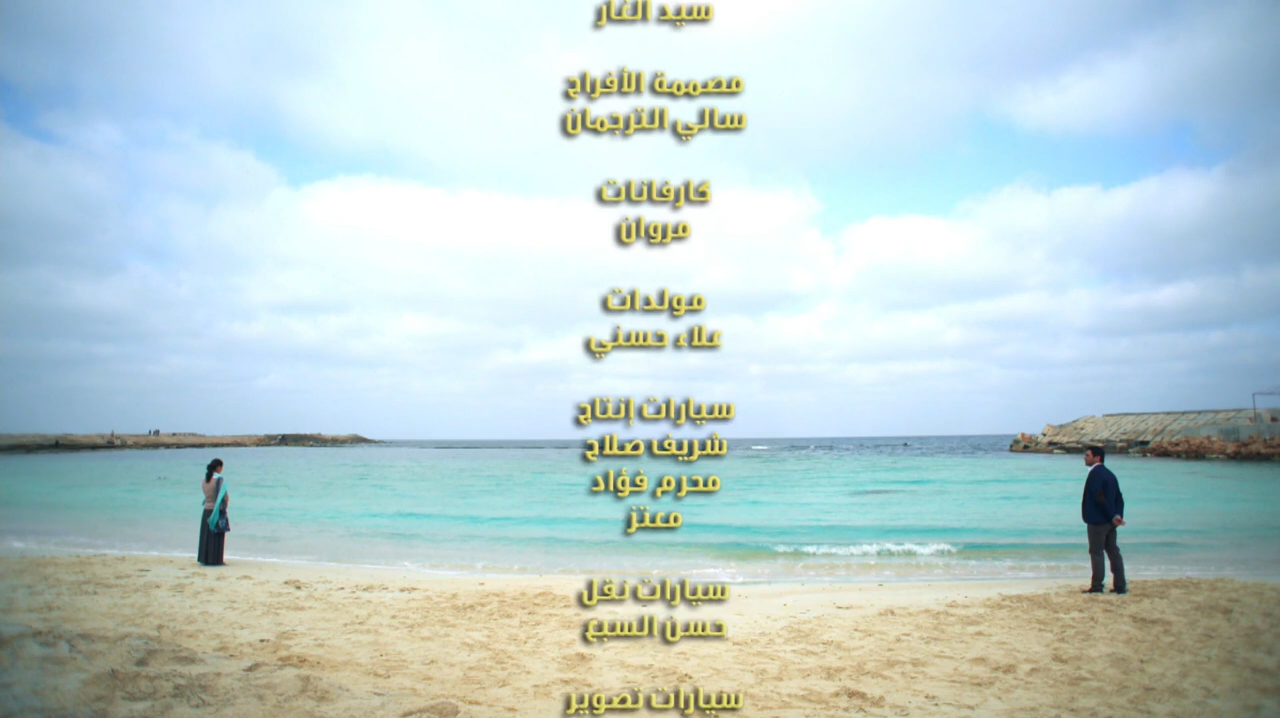 سيد الغار
مصممة الأفراح
سالي الترجمان
كارفانات
مروان
مولدات
علاء حسني
سيارات إنتاج
شريف صلاح
محرم فؤاد
معتز
سيارات نقل
حسن السبع
سيارات تصوير